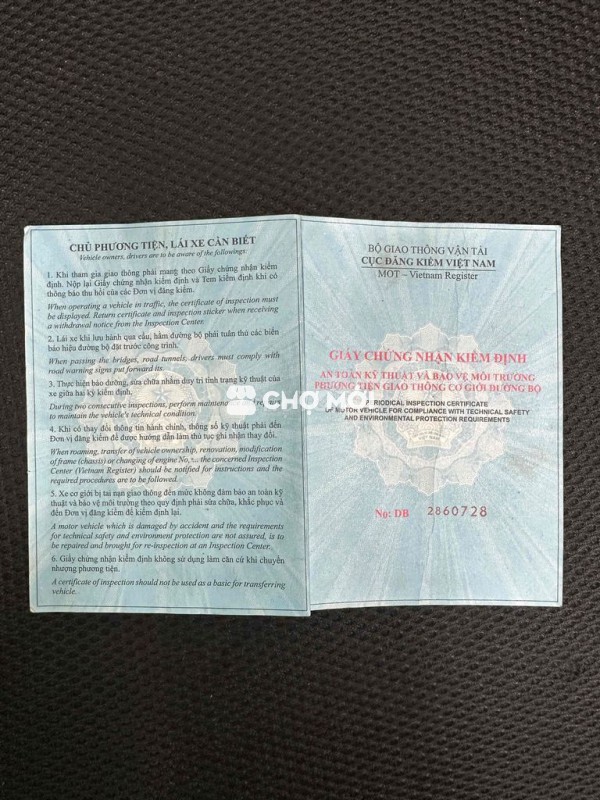 CHỦ PHƯƠNG TIỆN, LÁI XE CẦN BIẾT
Vehicle owners, drivers are to be aware of the followings:
1. Khi tham gia giao thông phải mang theo Giấy chứng nhận kiểm
định. Nộp lại Giấy chứng nhận kiểm định và Tem kiểm định khi có
thông báo thu hồi của các Đơn vị đăng kiểm.
When operating a vehicle in traffic, the certificate of inspection must
be displayed. Return certificate and inspection sticker when receiving
a withdrawal notice from the Inspection Center.
2. Lái xe khi lưu hành qua cầu, hầm đường bộ phải tuân thủ các biển
báo hiệu đường bộ đặt trước công trình.
When passing the bridges, road tunnels; drivers must comply with
road warning signs put forward its.
3. Thực hiện bảo dưỡng, sửa chữa nhằm duy trì tình trạng kỹ thuật của
xe giữa hai kỳ kiểm định.
During two consecutive inspections, perform maintenance
to maintain the vehicle's technical condition.
4. Khi có thay đổi thông tin hành chính, thông số kỹ thuật phải đến
Đơn vị đăng kiểm để được hướng dẫn làm thủ tục ghi nhận thay đổi.
When roaming, transfer of vehicle ownership, renovation, modification
of frame (chassis) or changing of engine No, ... the concerned Inspection
Center (Vietnam Register) should be notified for instructions and the
required procedures are to be followed.
5. Xe cơ giới bị tai nạn giao thông đến mức không đảm bảo an toàn kỹ
thuật và bảo vệ môi trường theo quy định phải sửa chữa, khắc phục và
đến Đơn vị đăng kiểm để kiểm định lại.
A motor vehicle which is damaged by accident and the requirements
for technical safety and environment protection are not assured, is to
be repaired and brought for re-inspection at an Inspection Center.
6. Giấy chứng nhận kiểm định không sử dụng làm căn cứ khi chuyển
nhượng phương tiện.
A certificate of inspection should not be used as a basic for transferring
vehicle.
BỘ GIAO THÔNG VẬN TẢI
CỤC ĐĂNG KIỂM VIỆT NAM
MOT – Vietnam Register
GIẤY CHỨNG NHẬN KIỂM ĐỊNH
AN TOÀN KỸ THUẬT VÀ BẢO VỆ MÔI TRƯỜNG
PHƯƠNG TIỆN GIAO THÔNG CƠ GIỚI ĐƯỜNG BỘ
PERIODICAL INSPECTION CERTIFICATE
OF MOTOR VEHICLE FOR COMPLIANCE WITH TECHNICAL SAFETY
AND ENVIRONMENTAL PROTECTION REQUIREMENTS
No: DB 2860728
CHỢ MỚ